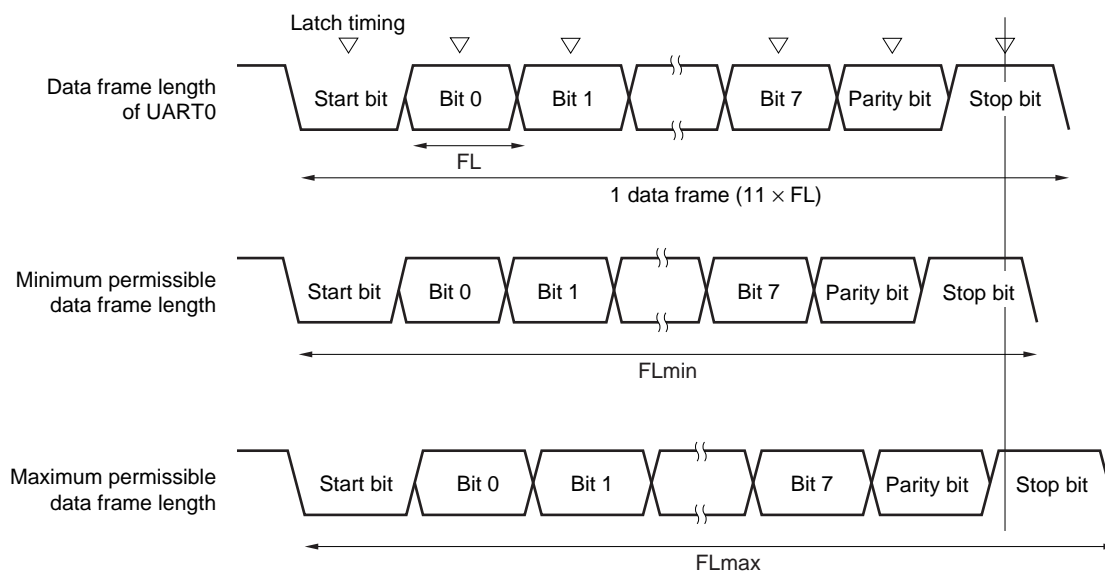 Latch timing
Data frame length
of UART0
Start bit
Bit 0
Bit 1
Bit 7
Parity bit
Stop bit
FL
1 data frame (11 × FL)
Minimum permissible
data frame length
Start bit
Bit 0
Bit 1
Bit 7
Parity bit
Stop bit
FLmin
Maximum permissible
data frame length
Start bit
Bit 0
Bit 1
Bit 7
Parity bit
Stop bit
FLmax